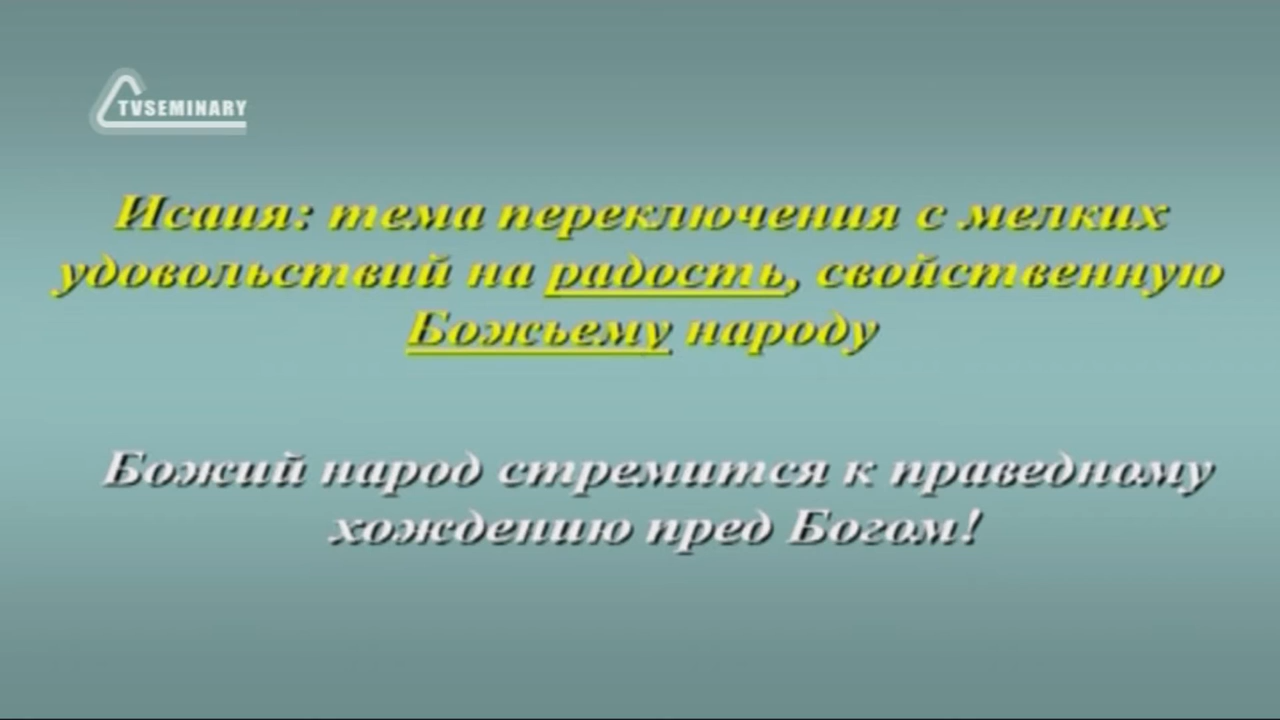 TVSEMINARY
Исаия: тема переключения с мелких
удовольствий на радость, свойственную
Божьему народу
Божий народ стремится к праведному
хождению пред Богом!